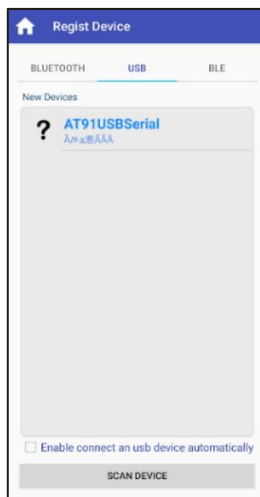 Regist Device
BLUETOOTH USB BLE
New Devices
? AT91USBSerial
Enable connect an usb device automatically
SCAN DEVICE